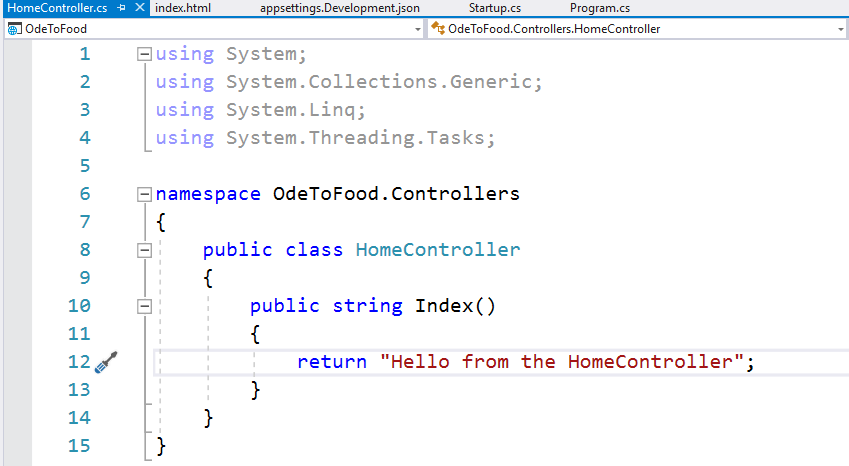 HomeController.cs index.html appsettings.Development.json Startup.cs Program.cs
OdeToFood OdeToFood.Controllers.HomeController
1 using System;
2 using System.Collections.Generic;
3 using System.Linq;
4 using System.Threading.Tasks;
5
6 namespace OdeToFood.Controllers
7 {
8 public class HomeController
9 {
10 public string Index()
11 {
12 return "Hello from the HomeController";
13 }
14 }
15 }